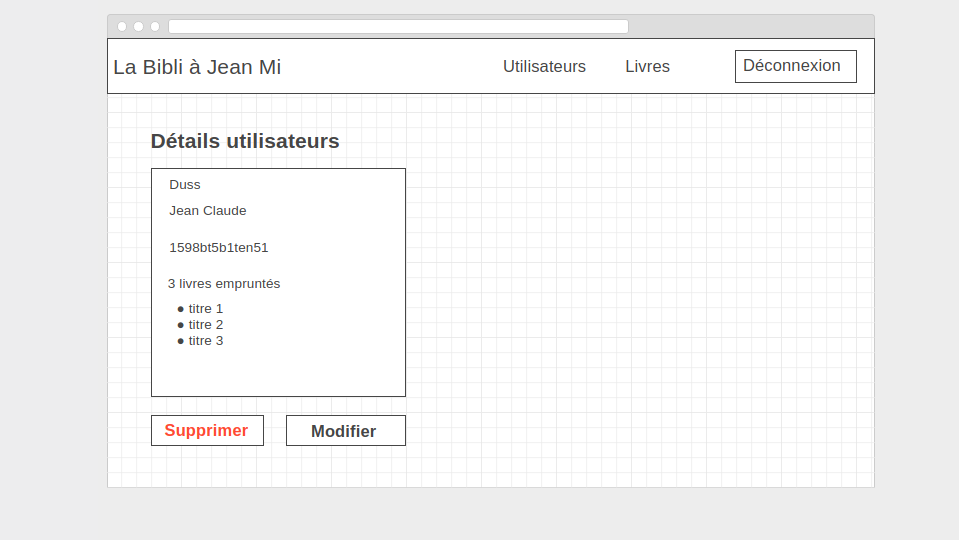 La Bibli à Jean Mi
Utilisateurs
Livres
Déconnexion
Détails utilisateurs
Duss
Jean Claude
1598bt5b1ten51
3 livres empruntés
● titre 1
● titre 2
● titre 3
Supprimer
Modifier